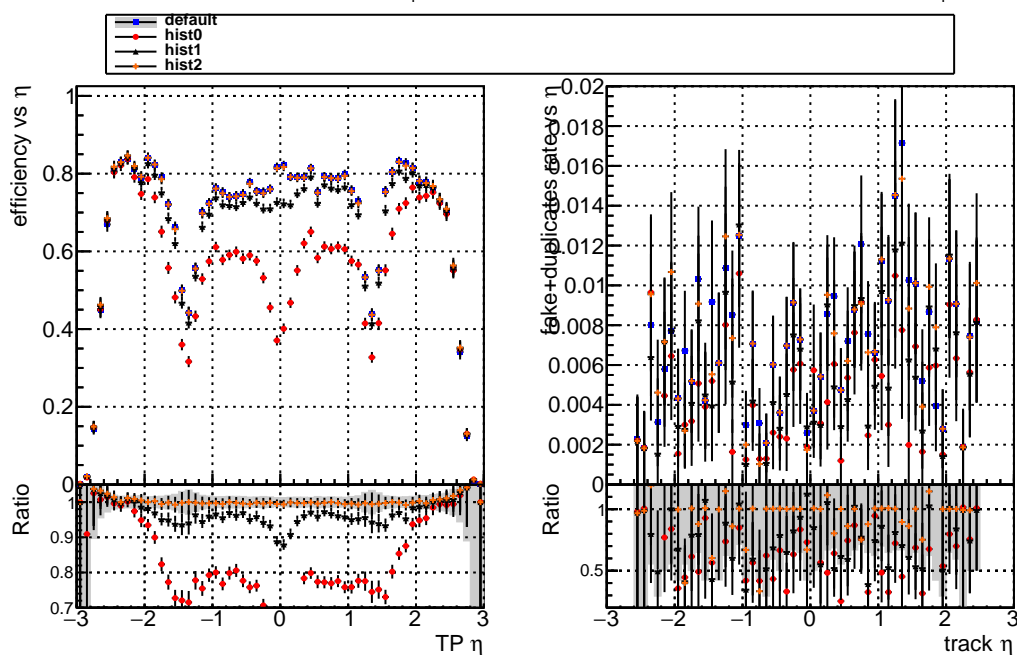 default
hist0
hist1
hist2
efficiency vs η
1
0.8
0.6
0.4
0.2
0
Ratio
1
0.9
0.8
0.7
−3 −2 −1 0 1 2 3
TP η
fake+duplicates rate vs η
0.02
0.018
0.016
0.014
0.012
0.01
0.008
0.006
0.004
0.002
0
Ratio
1
0.5
−3 −2 −1 0 1 2 3
track η